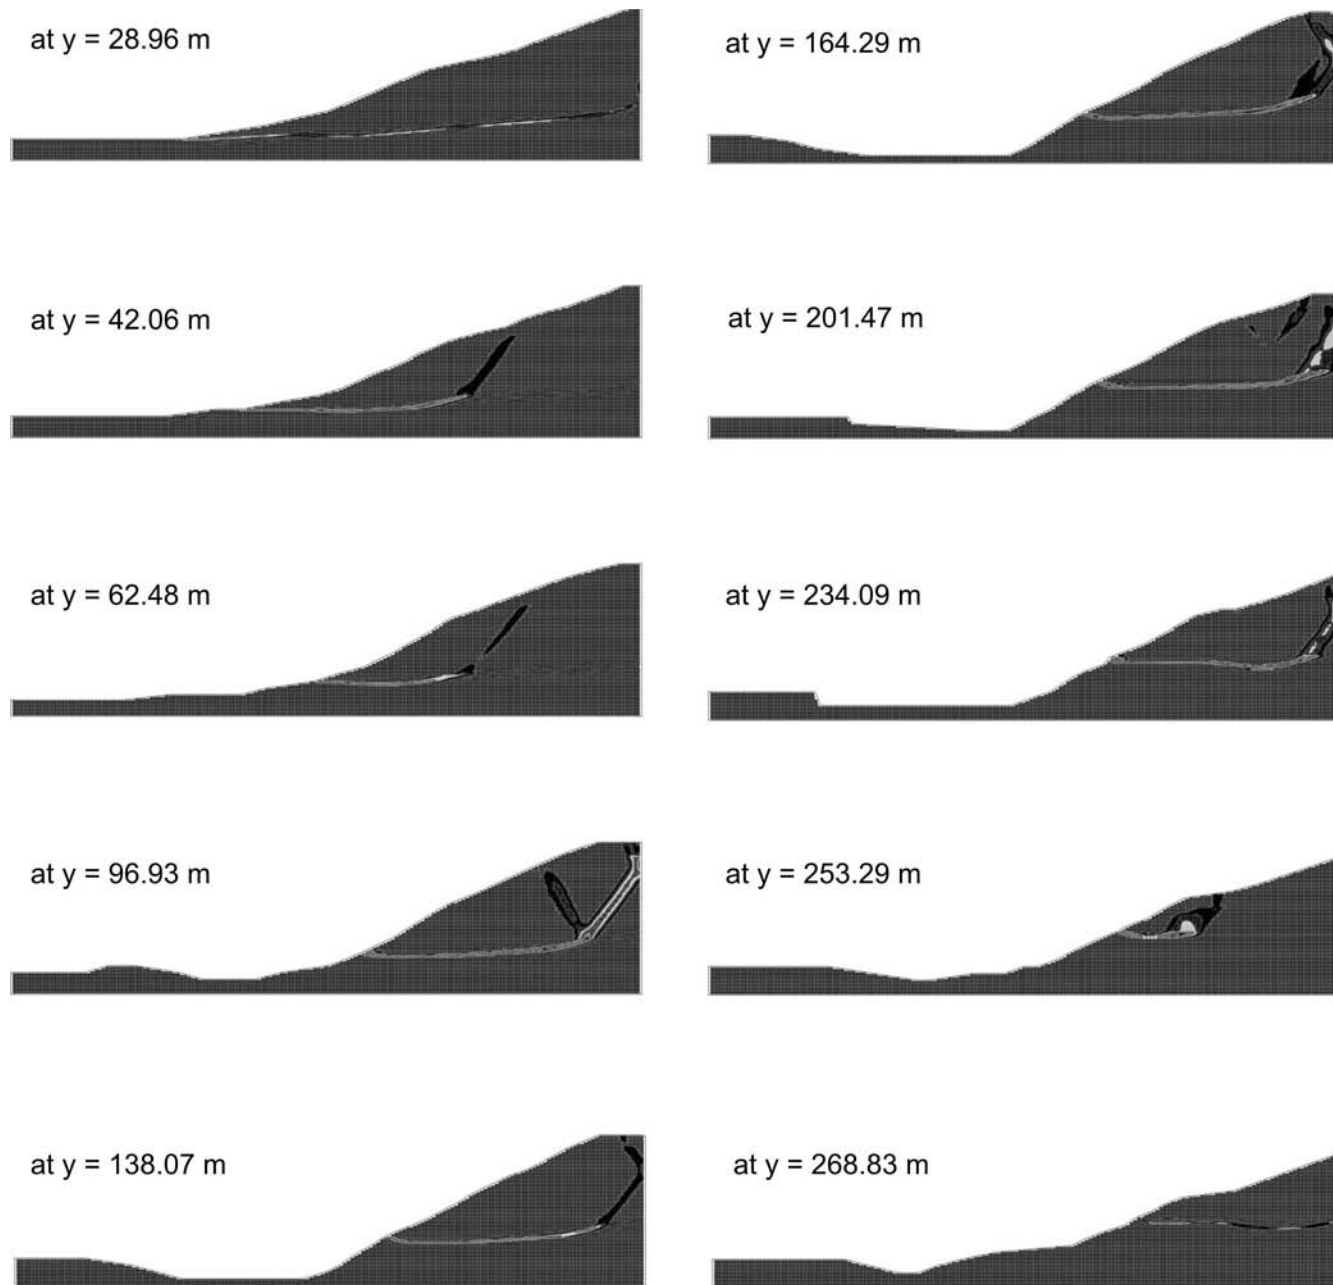 at y = 28.96 m
at y = 42.06 m
at y = 62.48 m
at y = 96.93 m
at y = 138.07 m
at y = 164.29 m
at y = 201.47 m
at y = 234.09 m
at y = 253.29 m
at y = 268.83 m